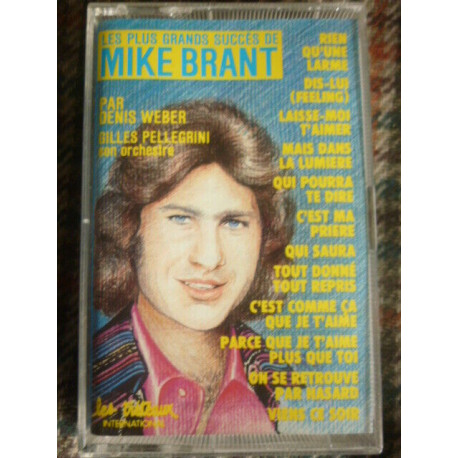 LES PLUS GRANDS SUCCÈS DE
MIKE BRANT
PAR
DENIS WEBER
GILLES PELLEGRINI
son orchestre
RIEN
QU'UNE
LARME
DIS-LUI
(FEELING)
LAISSE-MOI
T'AIMER
MAIS DANS
LA LUMIERE
QUI POURRA
TE DIRE
C'EST MA
PRIERE
QUI SAURA
TOUT DONNÉ
TOUT REPRIS
C'EST COMME ÇA
QUE JE T'AIME
PARCE QUE JE T'AIME
PLUS QUE TOI
ON SE RETROUVE
PAR HASARD
VIENS CE SOIR
les
INTERNATIONAL